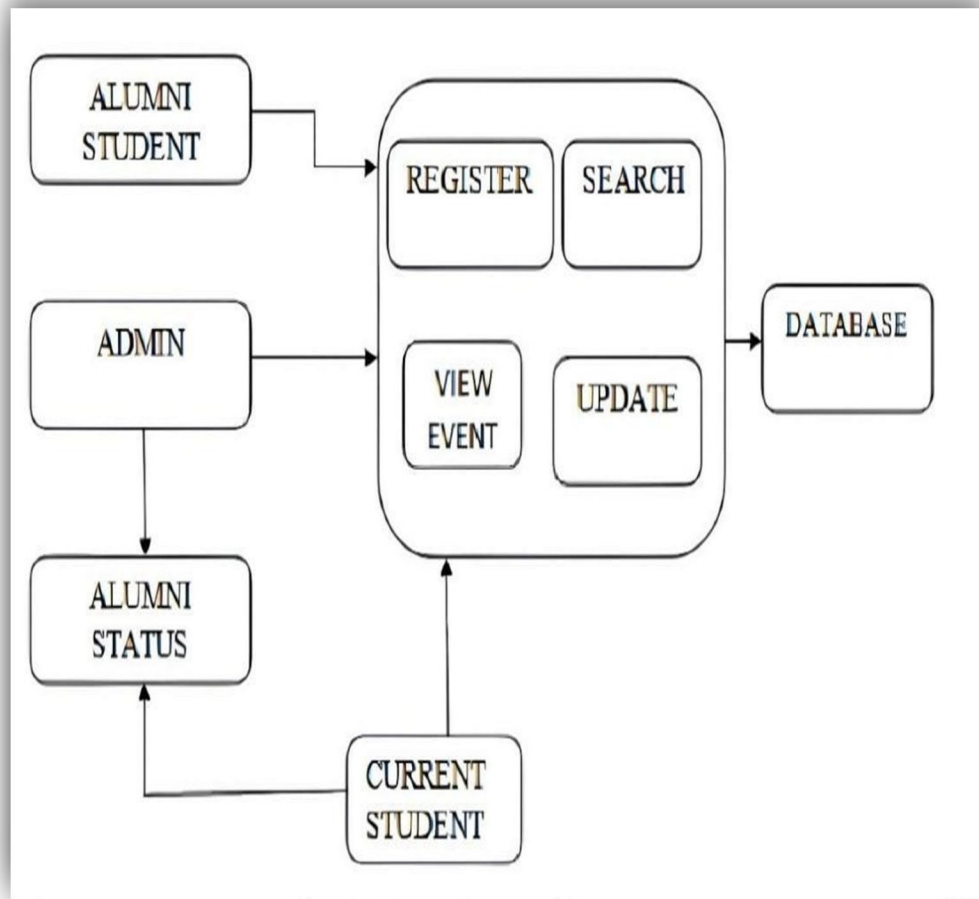 ALUMNI
STUDENT
REGISTER
SEARCH
ADMIN
VIEW
EVENT
UPDATE
DATABASE
ALUMNI
STATUS
CURRENT
STUDENT